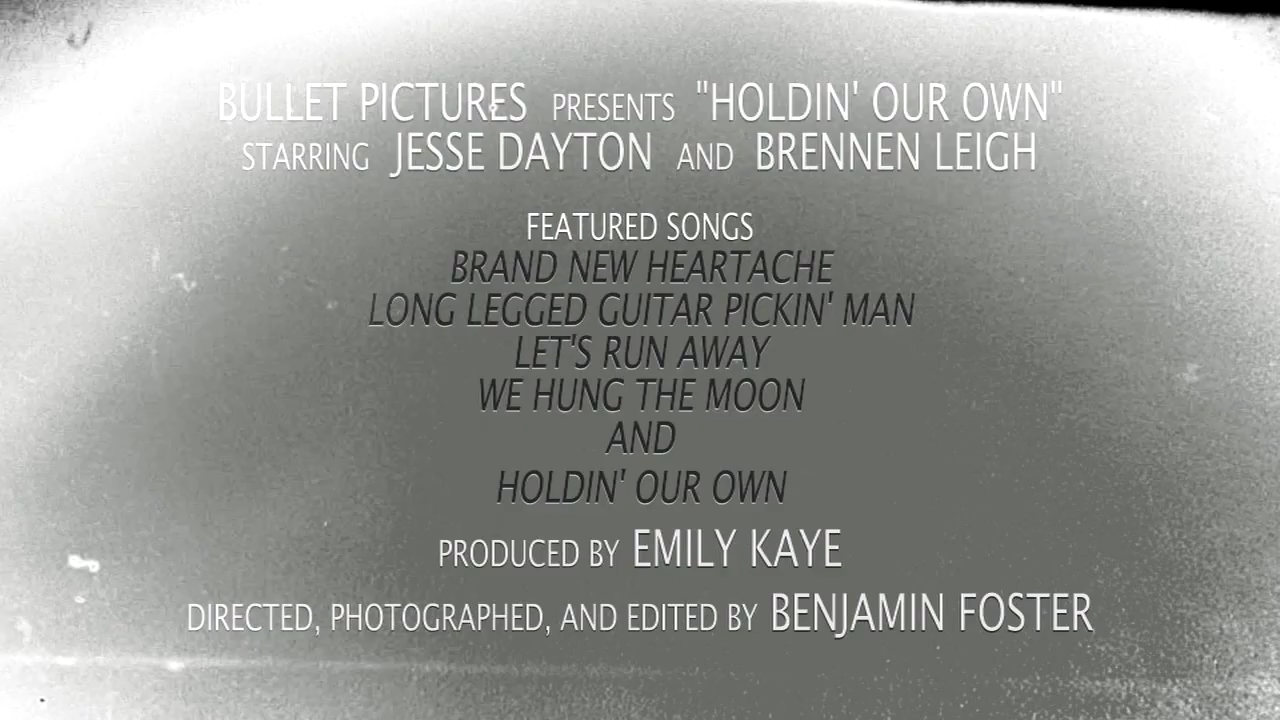 BULLET PICTURES PRESENTS "HOLDIN' OUR OWN"
STARRING JESSE DAYTON AND BRENNEN LEIGH
FEATURED SONGS
BRAND NEW HEARTACHE
LONG LEGGED GUITAR PICKIN' MAN
LET'S RUN AWAY
WE HUNG THE MOON
AND
HOLDIN' OUR OWN
PRODUCED BY EMILY KAYE
DIRECTED, PHOTOGRAPHED, AND EDITED BY BENJAMIN FOSTER